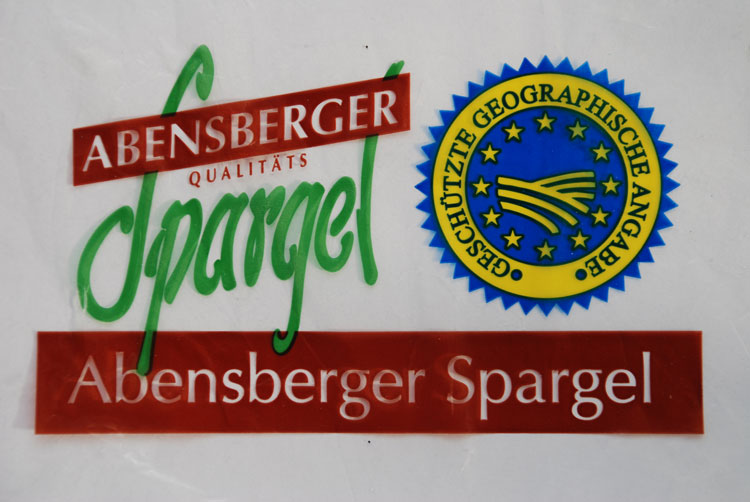 ABENSBERGER
QUALITÄTS
Spargel
GESCHÜTZTE GEOGRAPHISCHE ANGABE
Abensberger Spargel